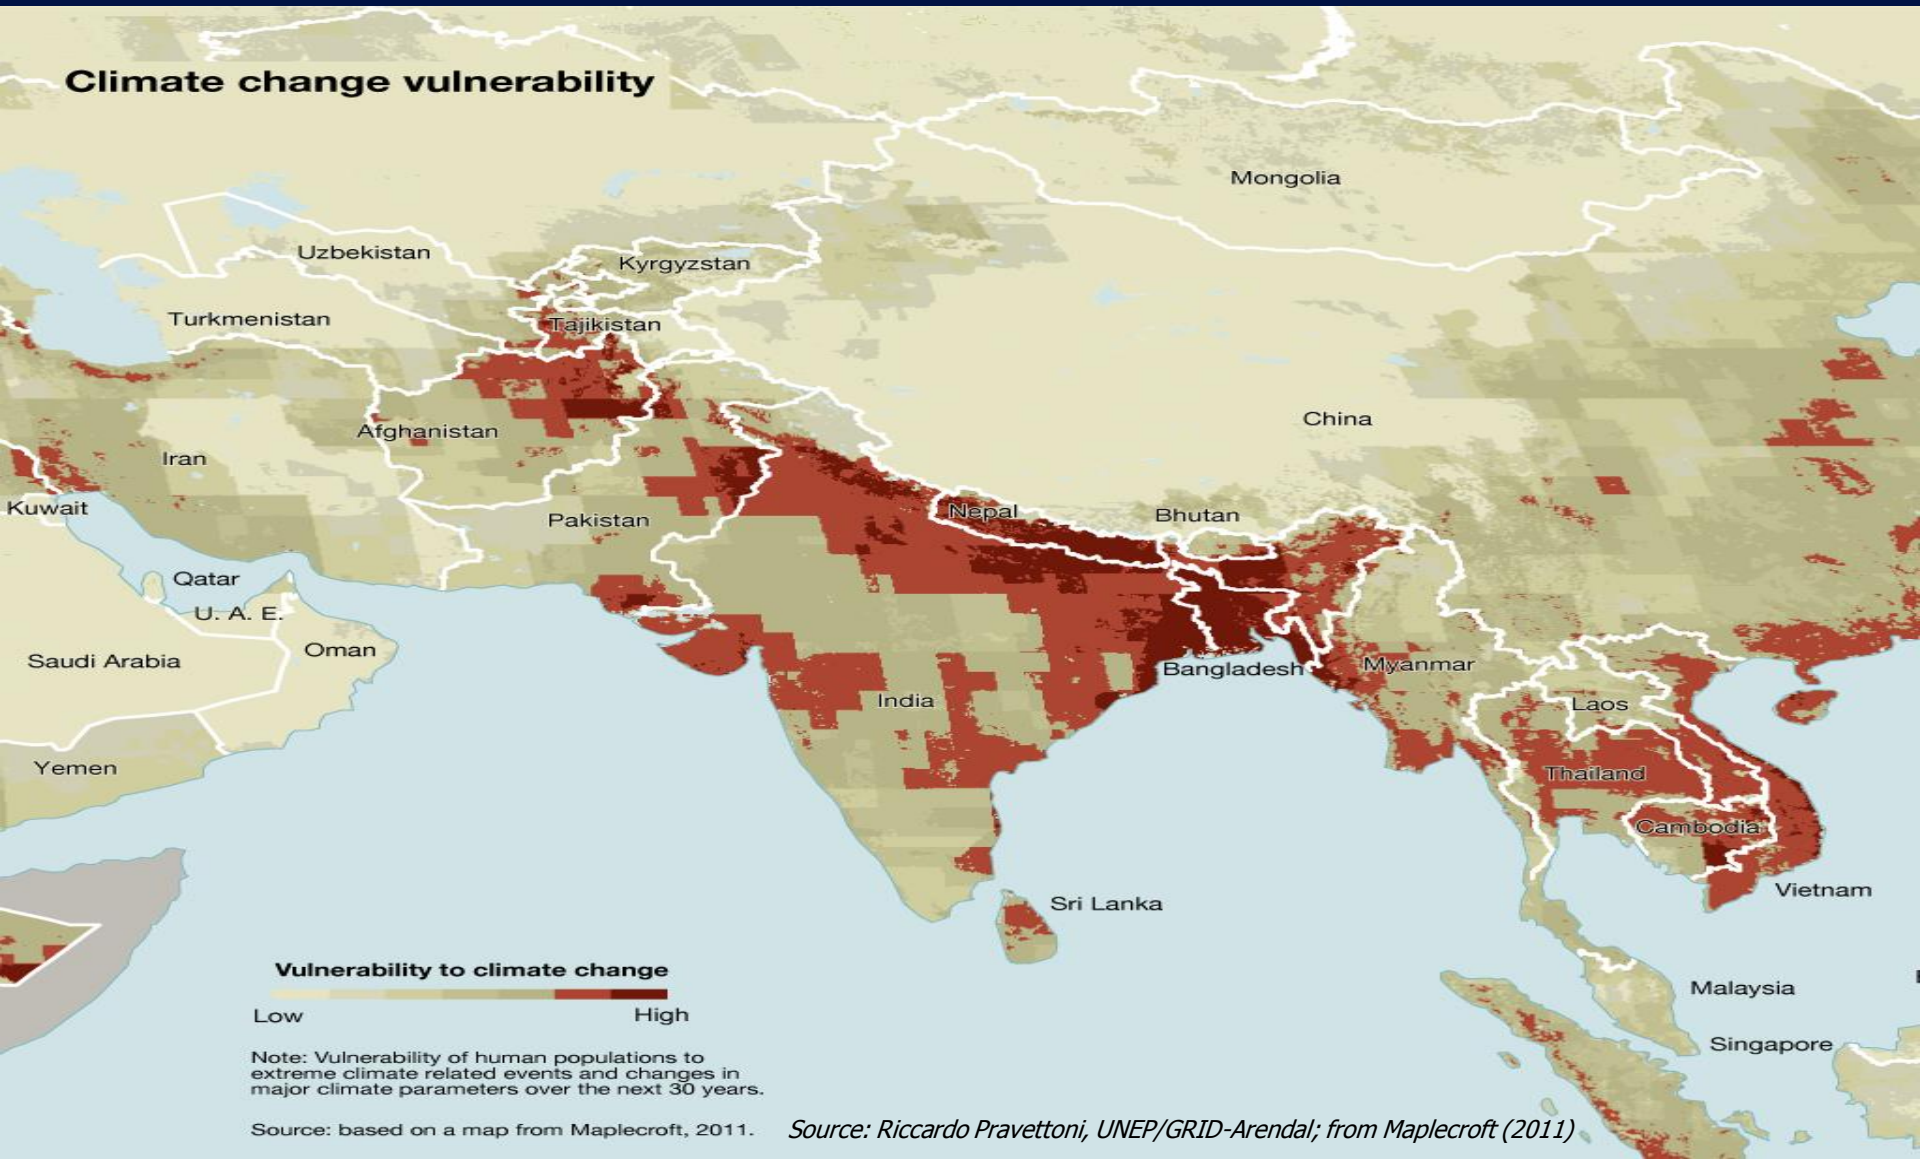 Climate change vulnerability
Mongolia
Uzbekistan
Kyrgyzstan
Turkmenistan
Tajikistan
China
Afghanistan
Iran
Kuwait
Pakistan
Nepal
Bhutan
Qatar
U. A. E.
Oman
Saudi Arabia
Bangladesh
Myanmar
India
Laos
Yemen
Thailand
Cambodia
Vietnam
Sri Lanka
Vulnerability to climate change
Low
High
Malaysia
Singapore
Note: Vulnerability of human populations to
extreme climate related events and changes in
major climate parameters over the next 30 years.
Source: based on a map from Maplecroft, 2011.
Source: Riccardo Pravettoni, UNEP/GRID-Arendal; from Maplecroft (2011)